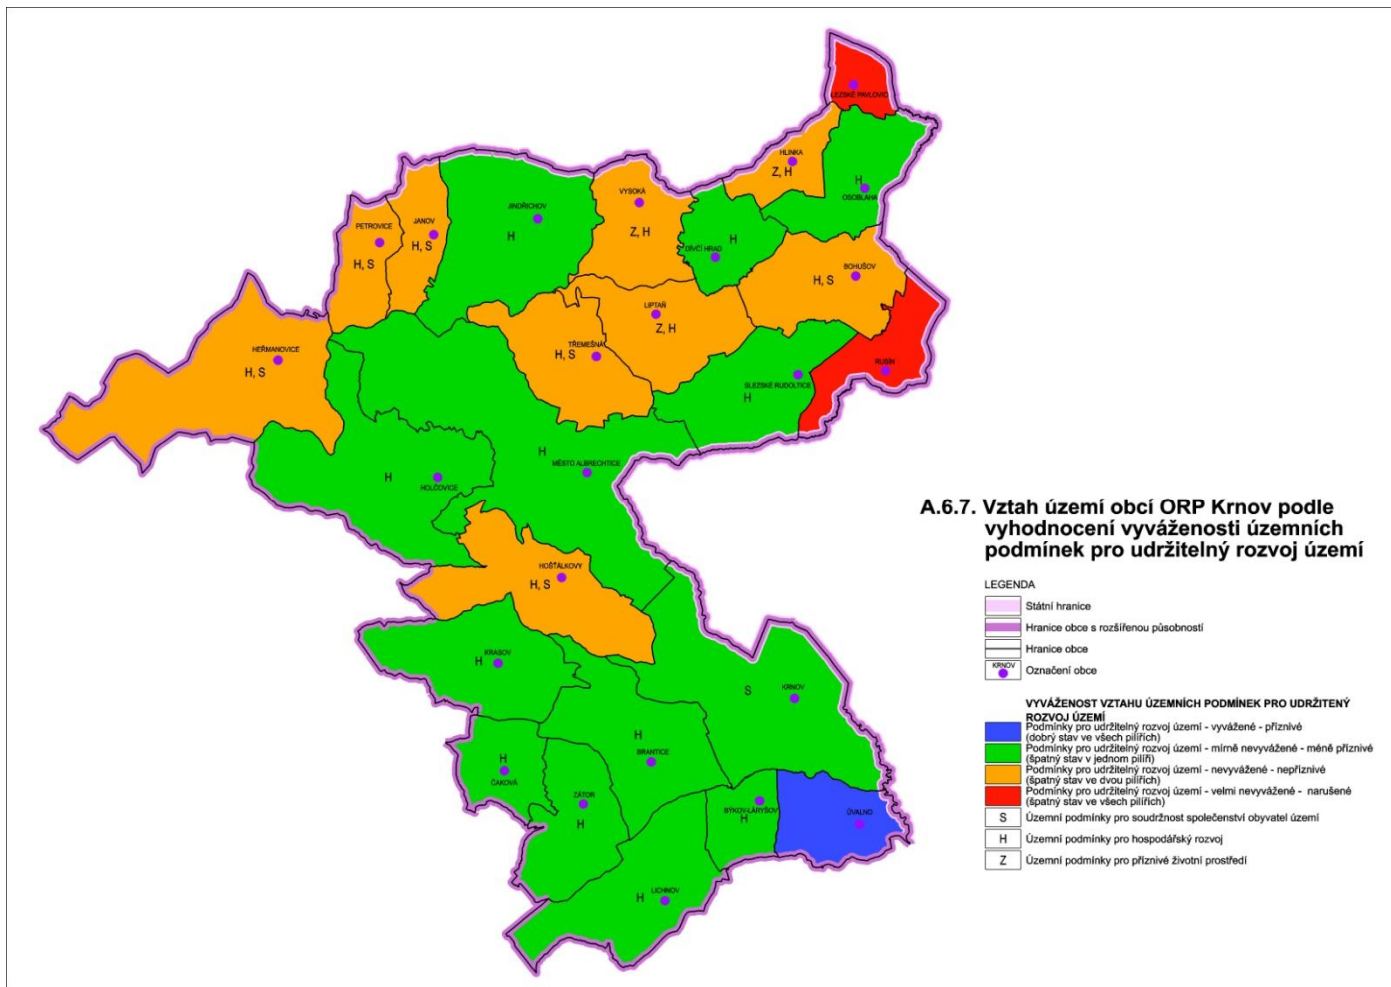 LEZSKÉ PAVLOVIC
HLINKA
Z, H
H
OSOBLAHA
VYSOKÁ
Z, H
JINDŘICHOV
H
PETROVICE
H, S
JANOV
H, S
DÍVČÍ HRAD
H
BOHUŠOV
H, S
LIPTAŇ
Z, H
TŘEMEŠNÁ
H, S
HEŘMANOVICE
H, S
RUSÍN
SLEZSKÉ RUDOLTICE
H
H
MĚSTO ALBRECHTICE
H
HOLČOVICE
A.6.7. Vztah území obcí ORP Krnov podle
vyhodnocení vyváženosti územních
podmínek pro udržitelný rozvoj území
HOŠŤÁLKOVY
H, S
LEGENDA
Státní hranice
Hranice obce s rozšířenou působností
Hranice obce
KRNOV
Označení obce
KRASOV
H
S
KRNOV
VYVÁŽENOST VZTAHU ÚZEMNÍCH PODMÍNEK PRO UDRŽITENÝ
ROZVOJ ÚZEMÍ
Podmínky pro udržitelný rozvoj území - vyvážené - příznivé
(dobrý stav ve všech pilířích)
Podmínky pro udržitelný rozvoj území - mírně nevyvážené - méně příznivé
(špatný stav v jednom pilíři)
Podmínky pro udržitelný rozvoj území - nevyvážené - nepříznivé
(špatný stav ve dvou pilířích)
Podmínky pro udržitelný rozvoj území - velmi nevyvážené - narušené
(špatný stav ve všech pilířích)
S
Územní podmínky pro soudržnost společenství obyvatel území
H
Územní podmínky pro hospodářský rozvoj
Z
Územní podmínky pro příznivé životní prostředí
H
BRANTICE
H
ČAKOVÁ
ZÁTOR
H
BÝKOV-LÁRYŠOV
H
ÚVALNO
LICHNOV
H